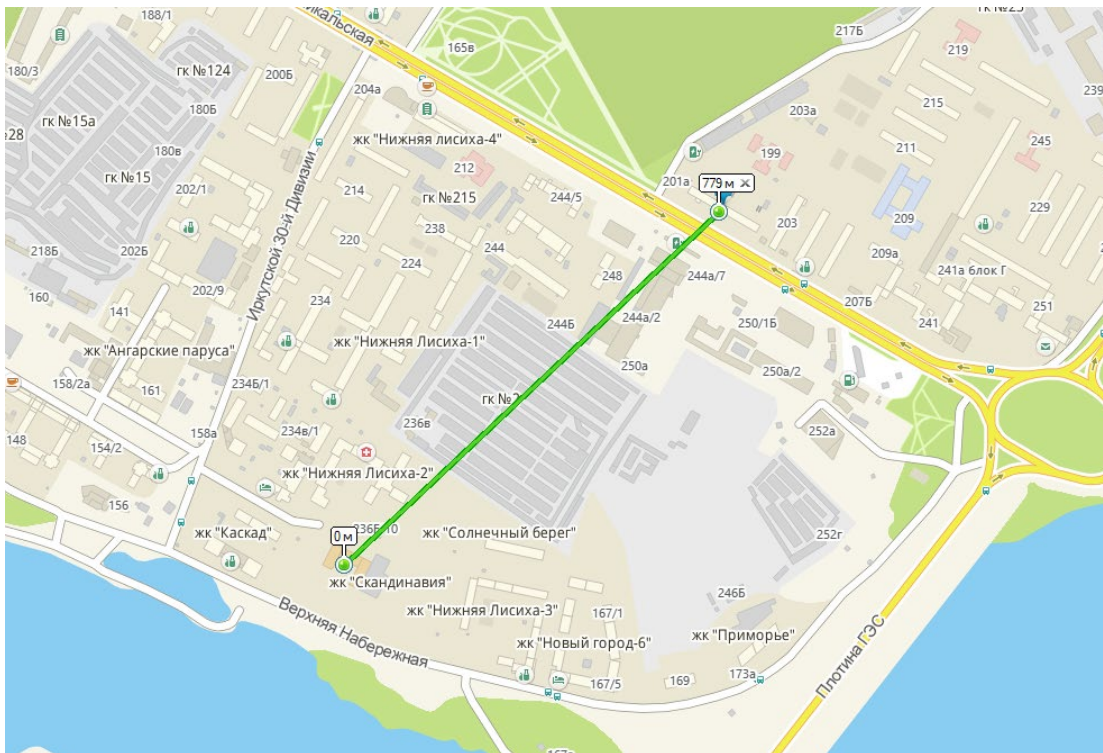 188/1
йкальская
165в
217Б
219
180/3
гк №124
200Б
204а
203а
215
239
180Б
гк №15а
28
180в
жк "Нижняя лисиха-4"
199
211
245
гк №15
202/1
212
201а
779 м
214
гк №215
244/5
209
229
218Б
202Б
Иркутской 30-й Дивизии
220
238
203
244
209а
224
248
244а/7
241а блок Г
160
202/9
234
207Б
251
141
244Б
244а/2
250/1Б
241
жк "Ангарские паруса"
жк "Нижняя Лисиха-1"
250а
250а/2
158/2а
161
234Б/1
гк №2
236в
148
158а
234в/1
252а
154/2
жк "Нижняя Лисиха-2"
156
жк "Каскад"
0 м
236Б/10
жк "Солнечный берег"
252г
жк "Скандинавия"
246Б
Верхняя Набережная
жк "Нижняя Лисиха-3"
167/1
жк "Новый город-6"
жк "Приморье"
Плотина ГЭС
173а
169
167/5